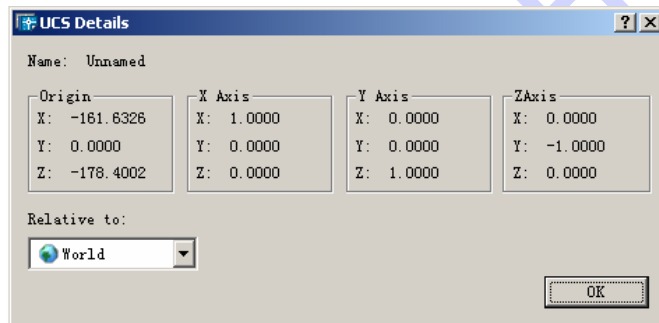 UCS Details
Name: Unnamed
Origin
X: -161.6326
Y: 0.0000
Z: -178.4002
X Axis
X: 1.0000
Y: 0.0000
Z: 0.0000
Y Axis
X: 0.0000
Y: 0.0000
Z: 1.0000
ZAxis
X: 0.0000
Y: -1.0000
Z: 0.0000
Relative to:
World
OK